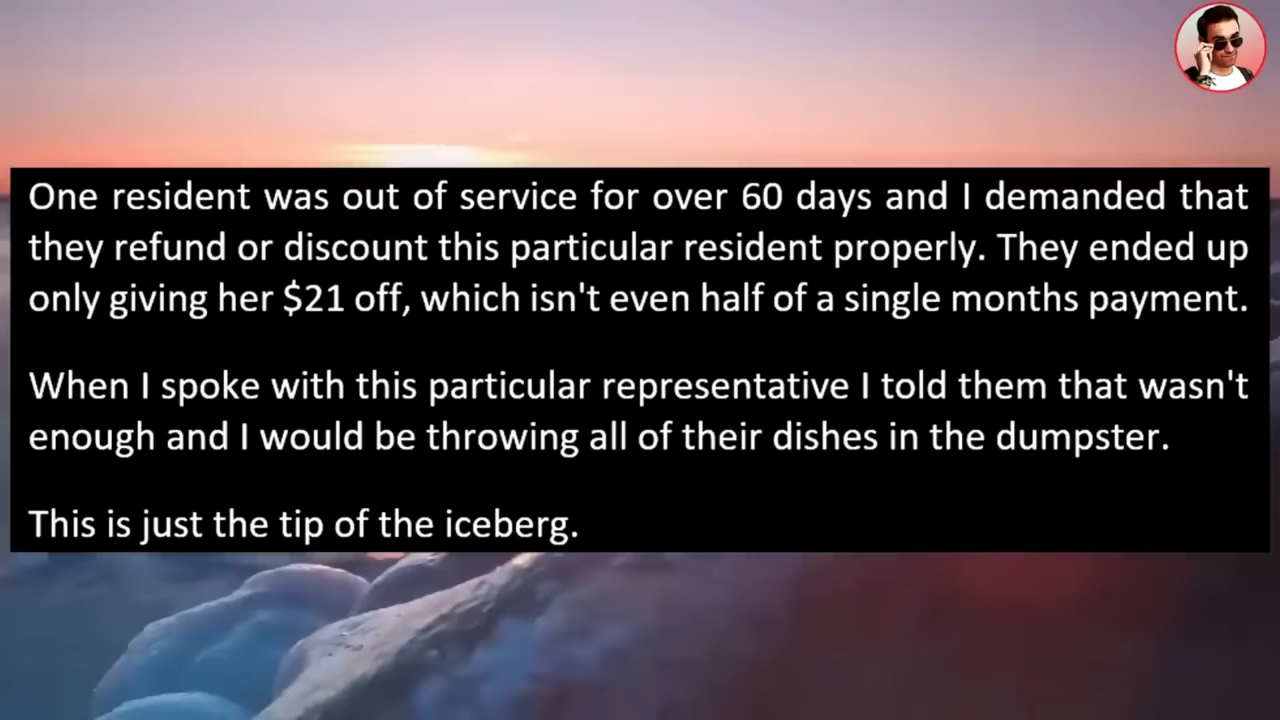 One resident was out of service for over 60 days and I demanded that
they refund or discount this particular resident properly. They ended up
only giving her $21 off, which isn't even half of a single months payment.
When I spoke with this particular representative I told them that wasn't
enough and I would be throwing all of their dishes in the dumpster.
This is just the tip of the iceberg.